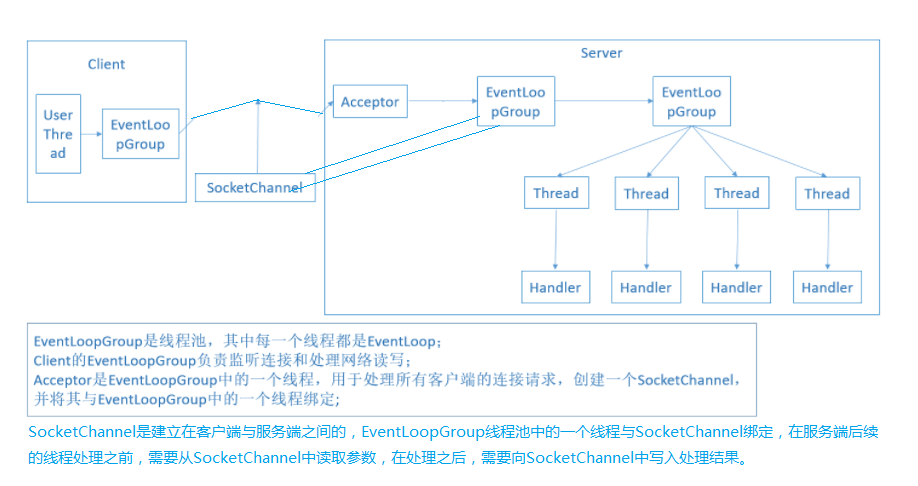 Client
Server
User
Thre
ad
EventLoo
pGroup
Acceptor
EventLoo
pGroup
EventLoo
pGroup
SocketChannel
Thread
Thread
Thread
Thread
Handler
Handler
Handler
Handler
EventLoopGroup是线程池，其中每一个线程都是EventLoop；
Client的EventLoopGroup负责监听连接和处理网络读写；
Acceptor是EventLoopGroup中的一个线程，用于处理所有客户端的连接请求，创建一个SocketChannel，
并将其与EventLoopGroup中的一个线程绑定;
SocketChannel是建立在客户端与服务端之间的，EventLoopGroup线程池中的一个线程与SocketChannel绑定，在服务端后续
的线程处理之前，需要从SocketChannel中读取参数，在处理之后，需要向SocketChannel中写入处理结果。